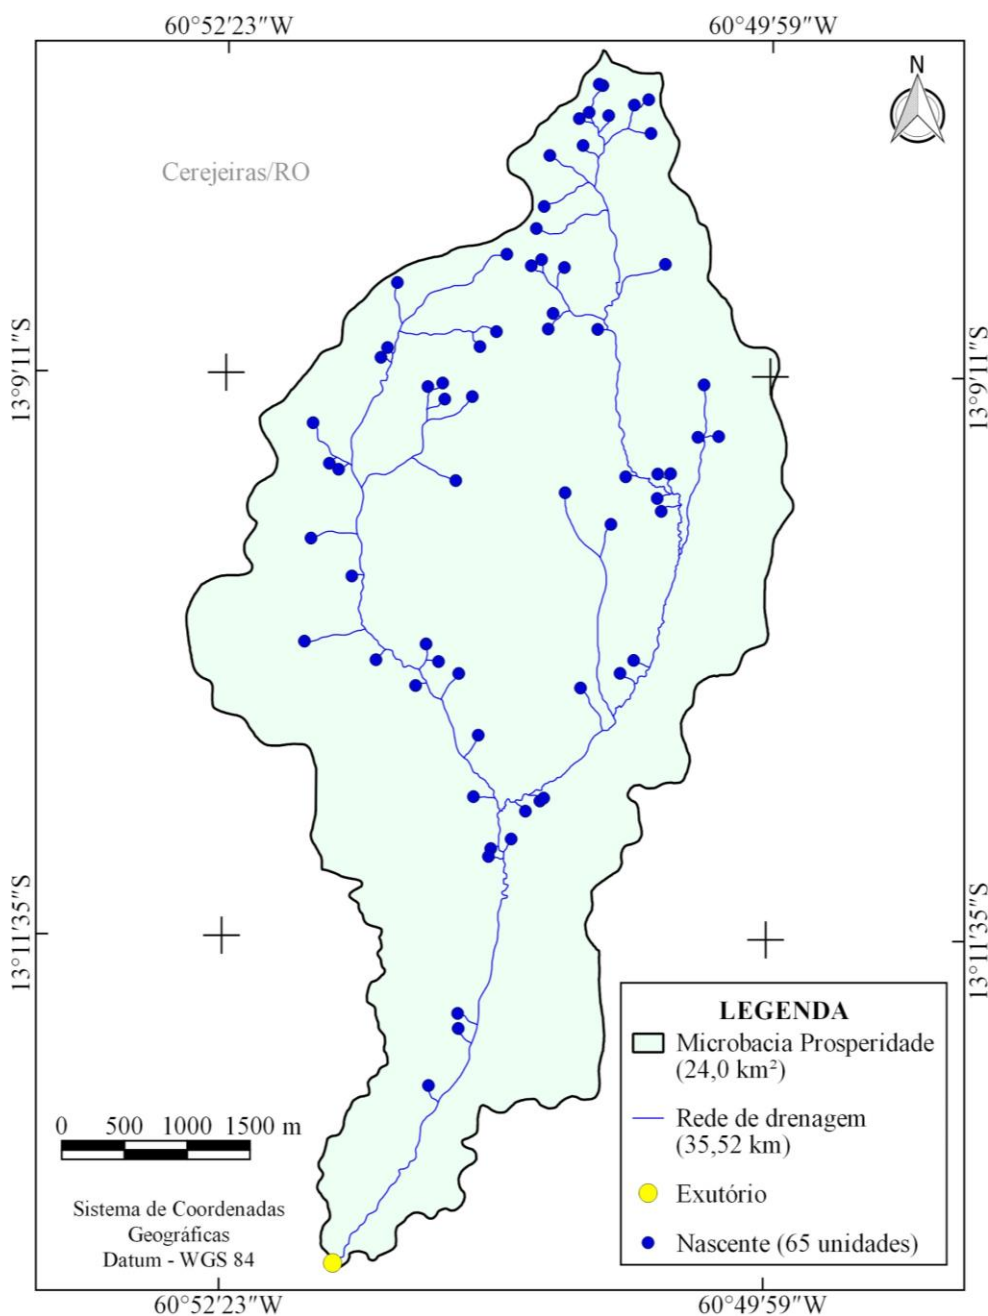 60°52'23"W
60°49'59"W
N
Cerejeiras/RO
13°9'11"S
13°9'11"S
13°11'35"S
13°11'35"S
LEGENDA
Microbacia Prosperidade
(24,0 km²)
Rede de drenagem
(35,52 km)
Exutório
Nascente (65 unidades)
0 500 1000 1500 m
Sistema de Coordenadas
Geográficas
Datum - WGS 84
60°52'23"W
60°49'59"W